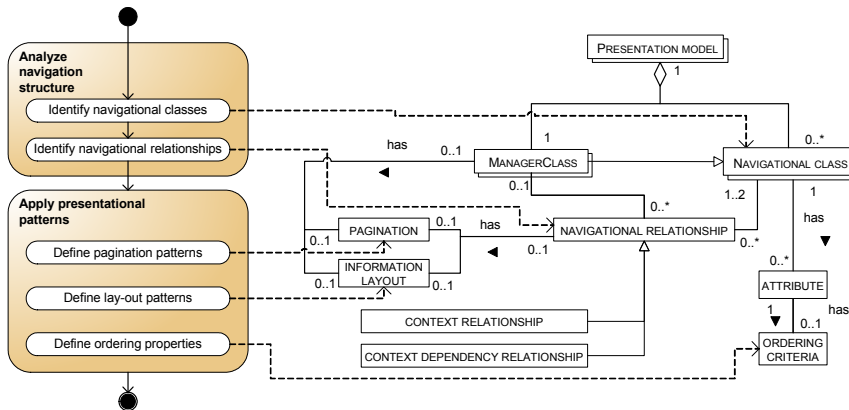 Analyze
navigation
structure
Identify navigational classes
Identify navigational relationships
Apply presentational
patterns
Define pagination patterns
Define lay-out patterns
Define ordering properties
PRESENTATION MODEL
1
1
0..*
has
0..1
MANAGERCLASS
NAVIGATIONAL CLASS
0..1
1..2
1
0..*
has
PAGINATION
0..1
has
NAVIGATIONAL RELATIONSHIP
0..1
0..1
0..*
INFORMATION
LAYOUT
0..1
0..1
0..*
ATTRIBUTE
CONTEXT RELATIONSHIP
1
has
0..1
CONTEXT DEPENDENCY RELATIONSHIP
ORDERING
CRITERIA